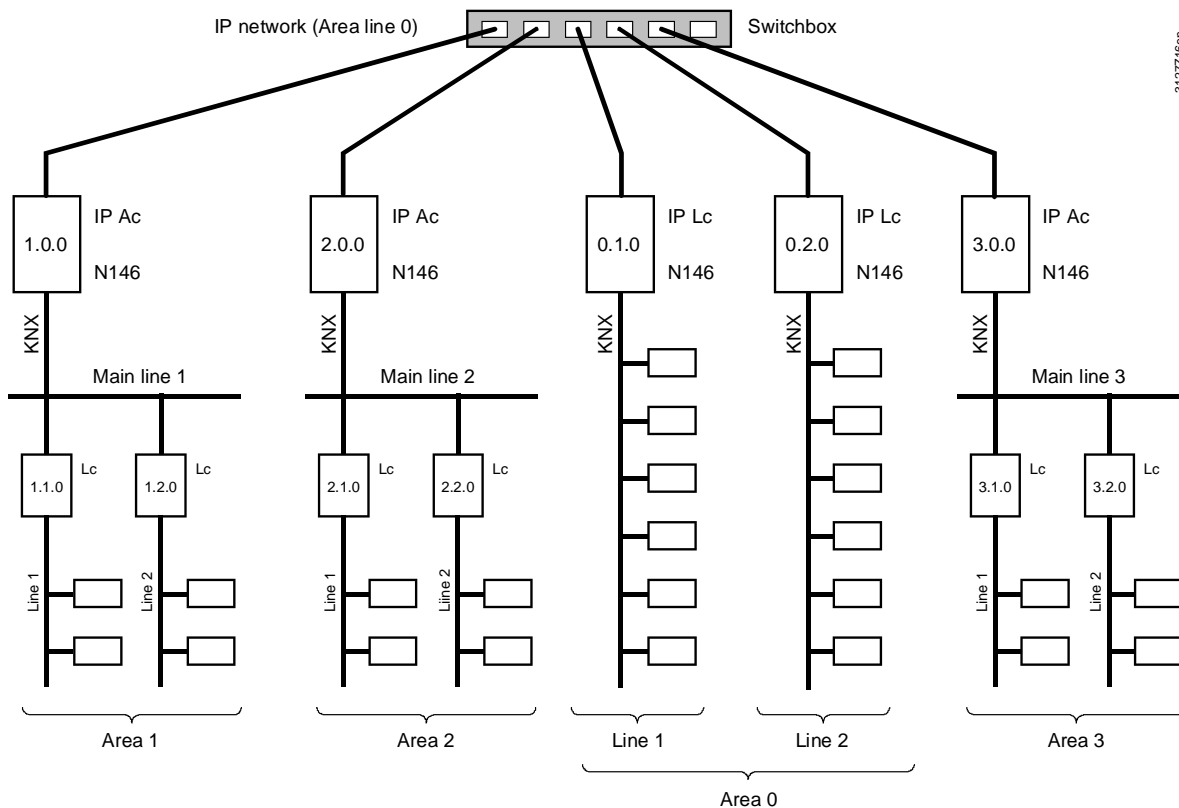 IP network (Area line 0)
Switchbox
IP Ac
1.0.0
N146
IP Ac
2.0.0
N146
IP Lc
0.1.0
N146
IP Lc
0.2.0
N146
IP Ac
3.0.0
N146
KNX
KNX
KNX
KNX
KNX
Main line 1
Main line 2
Main line 3
1.1.0
Lc
1.2.0
Lc
2.1.0
Lc
2.2.0
Lc
3.1.0
Lc
3.2.0
Lc
Line 1
Line 2
Liine 1
Line 2
Line 1
Line 2
Area 1
Area 2
Line 1
Line 2
Area 3
Area 0